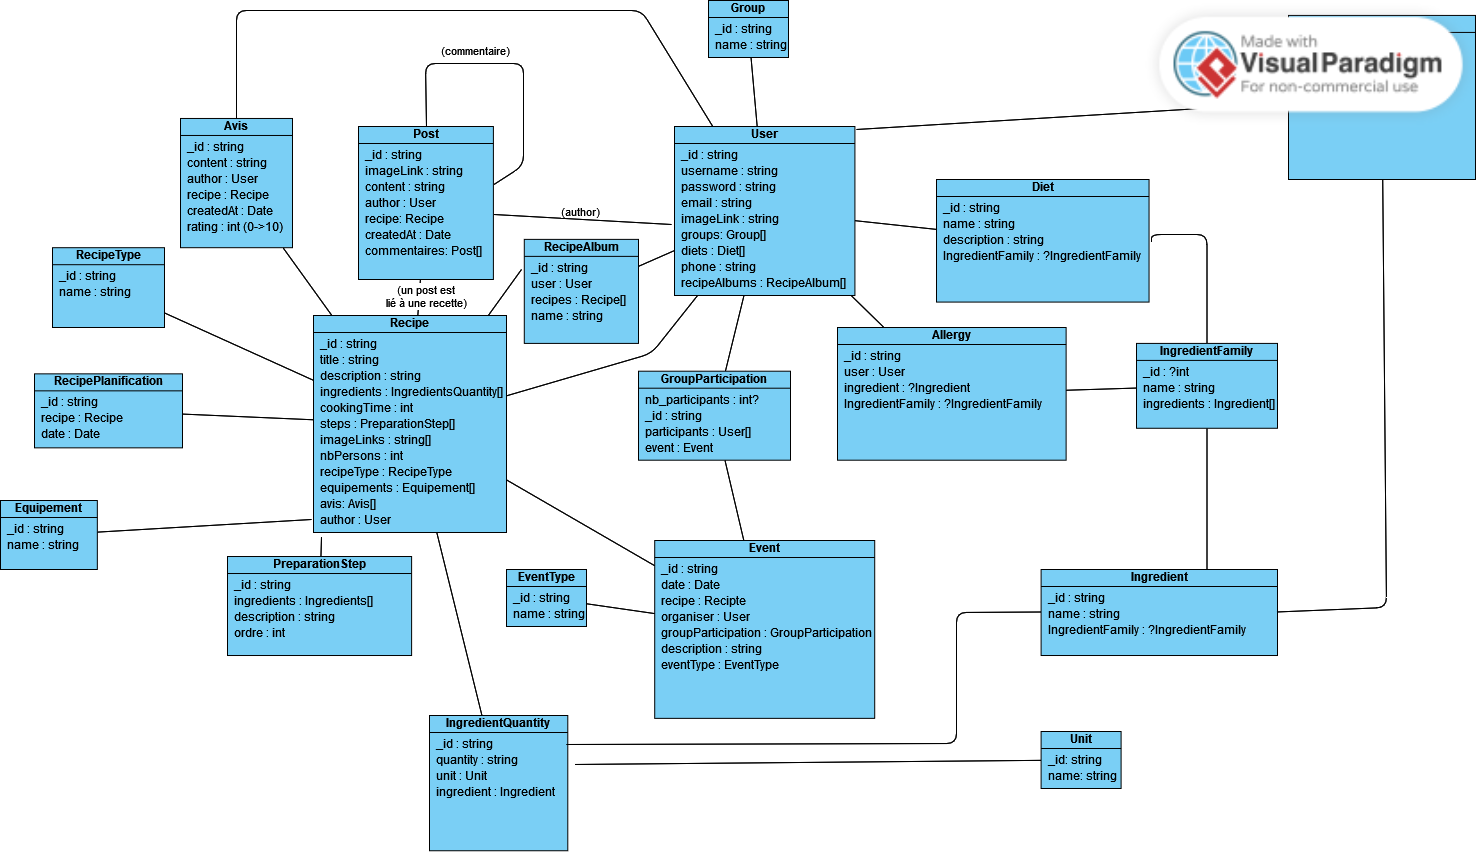 Group
_id : string
name : string
Made with
Visual Paradigm
For non-commercial use
(commentaire)
Avis
_id : string
content : string
author : User
recipe : Recipe
createdAt : Date
rating : int (0->10)
Post
_id : string
imageLink : string
content : string
author : User
recipe: Recipe
createdAt : Date
commentaires: Post[]
(author)
User
_id : string
username : string
password : string
email : string
imageLink : string
groups: Group[]
diets : Diet[]
phone : string
recipeAlbums : RecipeAlbum[]
Diet
_id : string
name : string
description : string
IngredientFamily : ?IngredientFamily
RecipeType
_id : string
name : string
RecipeAlbum
_id : string
user : User
recipes : Recipe[]
name : string
(un post est
lié à une recette)
Recipe
_id : string
title : string
description : string
ingredients : IngredientsQuantity[]
cookingTime : int
steps : PreparationStep[]
imageLinks : string[]
nbPersons : int
recipeType : RecipeType
equipements : Equipement[]
avis: Avis[]
author : User
Allergy
_id : string
user : User
ingredient : ?Ingredient
IngredientFamily : ?IngredientFamily
IngredientFamily
_id : ?int
name : string
ingredients : Ingredient[]
RecipePlanification
_id : string
recipe : Recipe
date : Date
GroupParticipation
nb_participants : int?
_id : string
participants : User[]
event : Event
Equipement
_id : string
name : string
PreparationStep
_id : string
ingredients : Ingredients[]
description : string
ordre : int
EventType
_id : string
name : string
Event
_id : string
date : Date
recipe : Recipte
organiser : User
groupParticipation : GroupParticipation
description : string
eventType : EventType
Ingredient
_id : string
name : string
IngredientFamily : ?IngredientFamily
IngredientQuantity
_id : string
quantity : string
unit : Unit
ingredient : Ingredient
Unit
_id: string
name: string